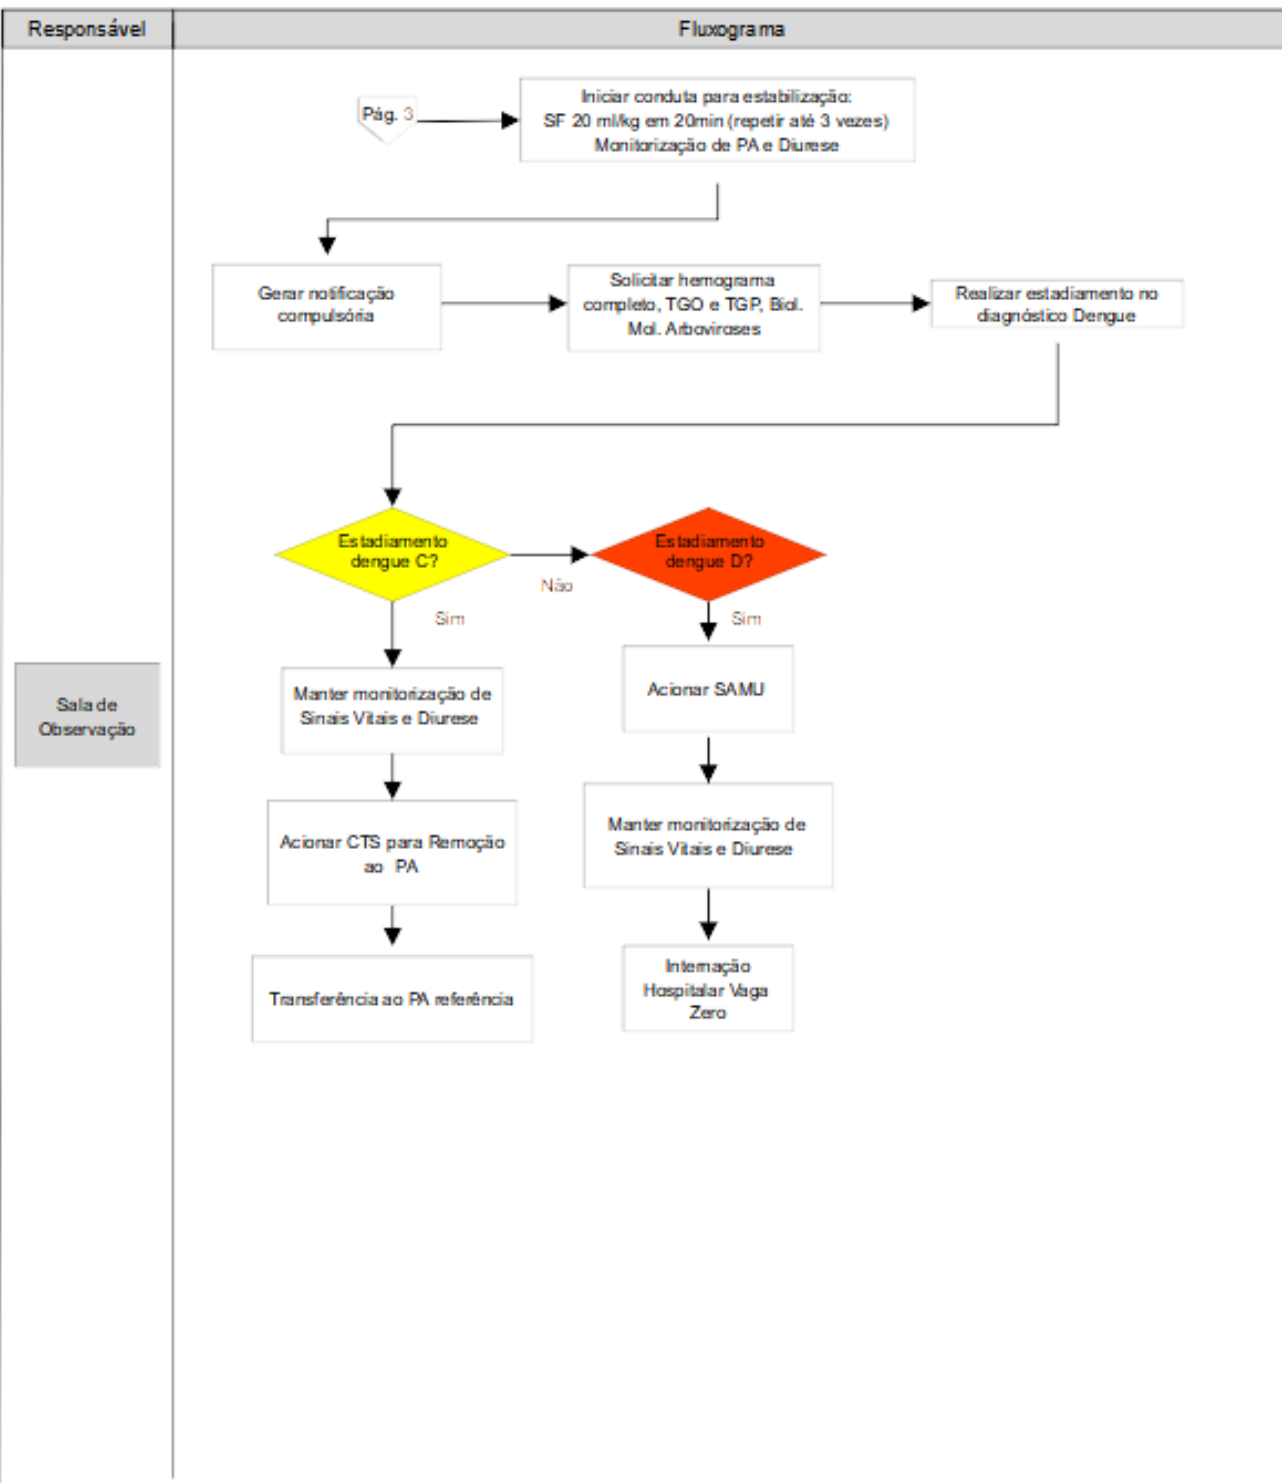 Responsável
Fluxograma
Pág. 3
Iniciar conduta para estabilização:
SF 20 ml/kg em 20min (repetir até 3 vezes)
Monitorização de PA e Diurese
Gerar notificação
compulsória
Solicitar hemograma
completo, TGO e TGP, Biol.
Mol. Arboviroses
Realizar estadiamento no
diagnóstico Dengue
Estadiamento
dengue C?
Não
Estadiamento
dengue D?
Sim
Sim
Manter monitorização de
Sinais Vitais e Diurese
Acionar SAMU
Sala de
Observação
Acionar CTS para Remoção
ao PA
Manter monitorização de
Sinais Vitais e Diurese
Transferência ao PA referência
Internação
Hospitalar Vaga
Zero